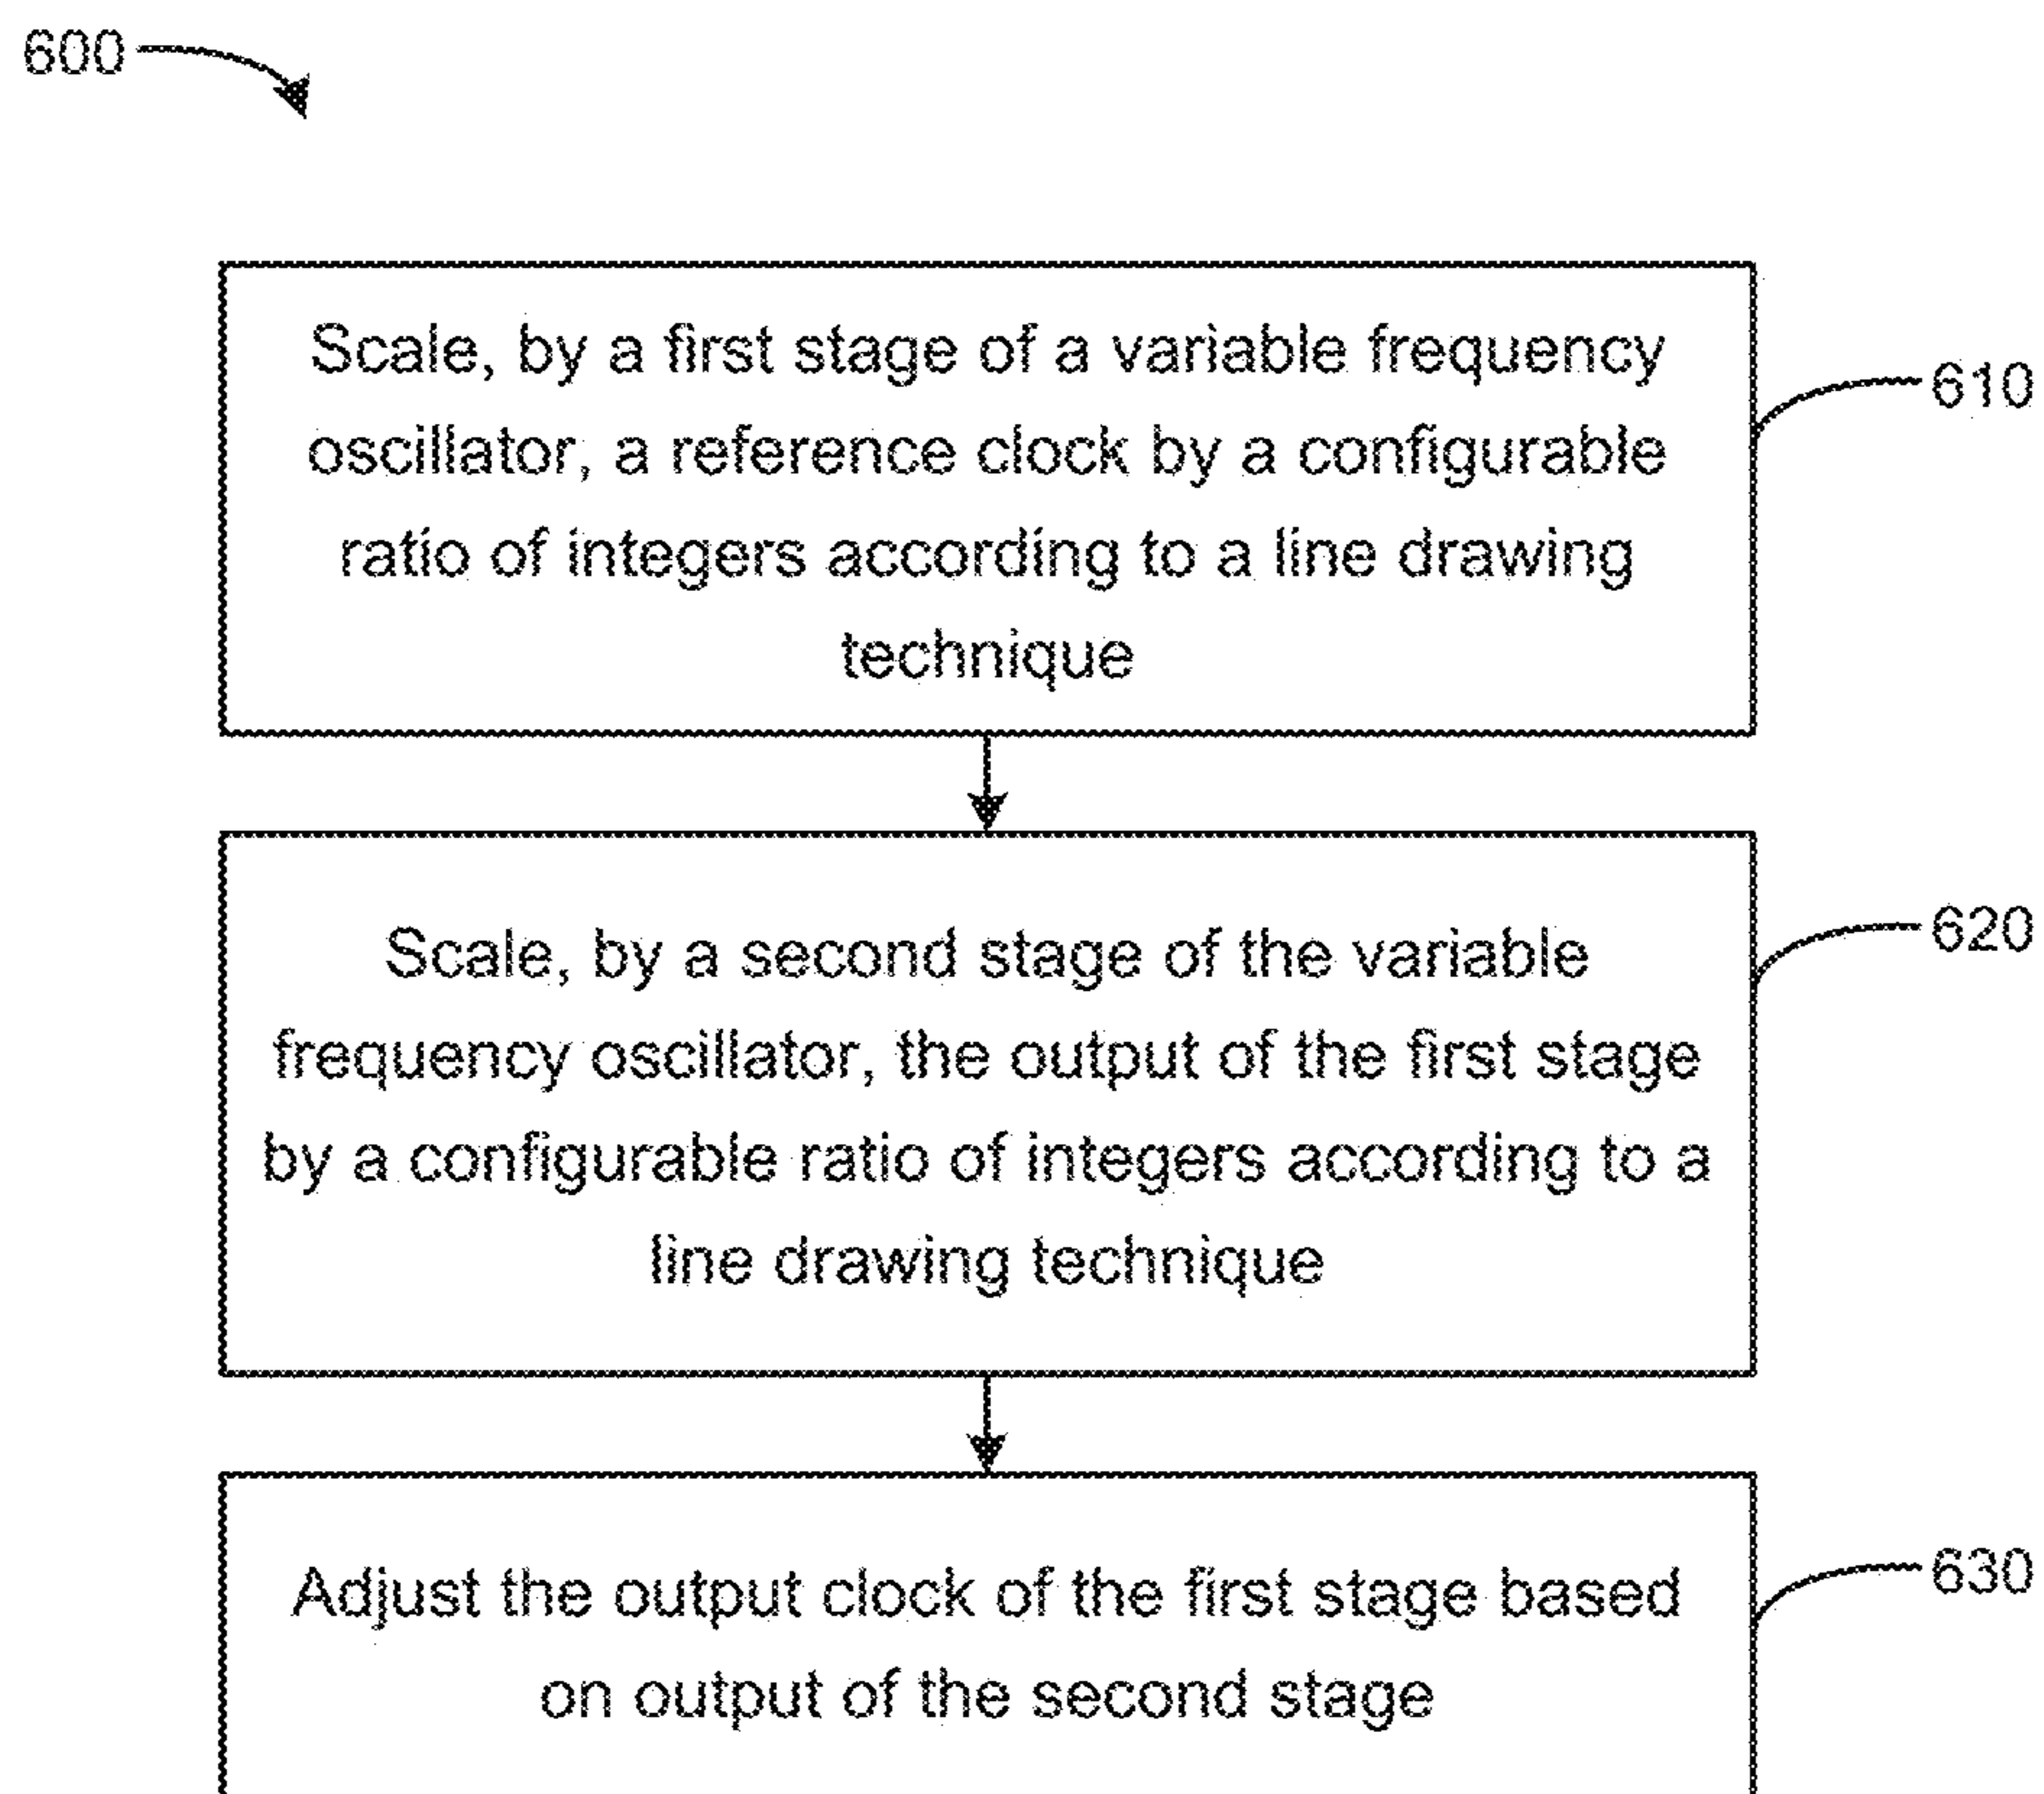 600
Scale, by a first stage of a variable frequency
oscillator, a reference clock by a configurable
ratio of integers according to a line drawing
technique
610
Scale, by a second stage of the variable
frequency oscillator, the output of the first stage
by a configurable ratio of integers according to a
line drawing technique
620
Adjust the output clock of the first stage based
on output of the second stage
630